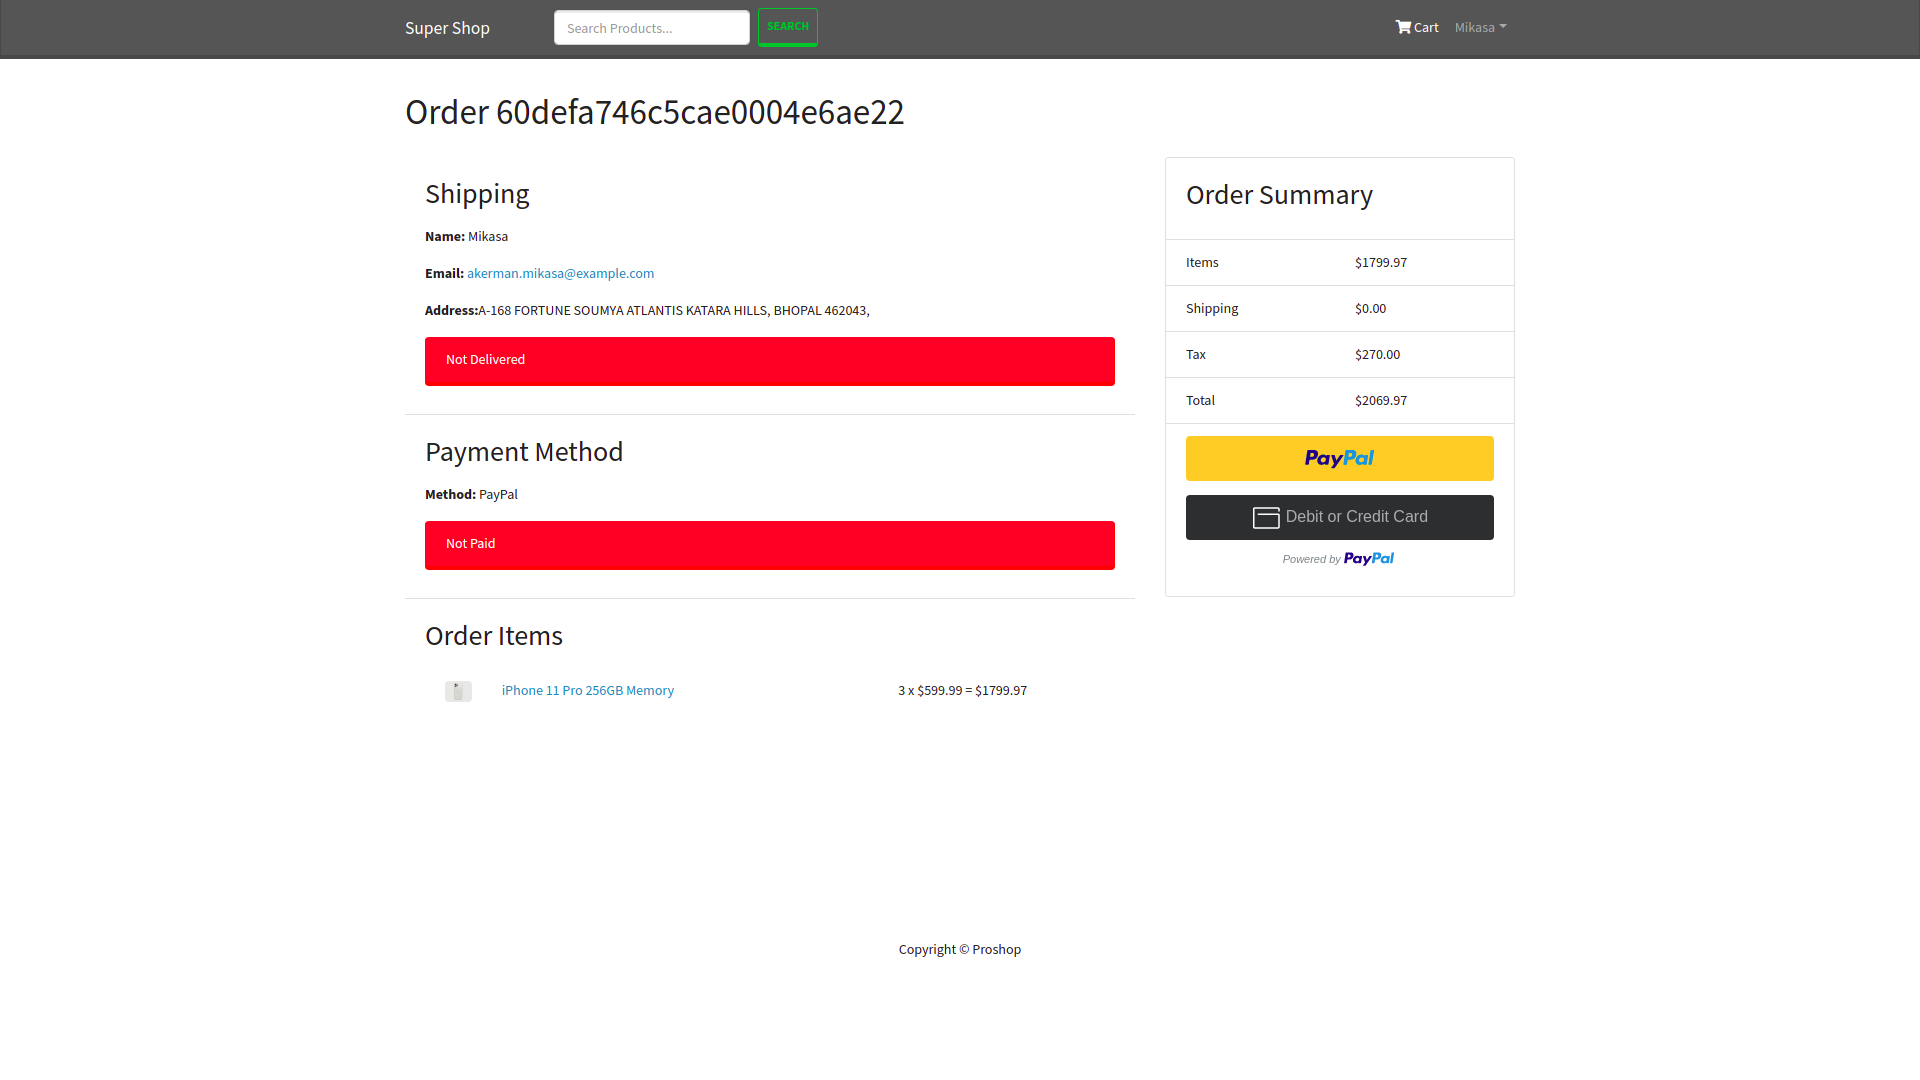 Super Shop
Search Products...
SEARCH
Cart
Mikasa
Order 60defa746c5cae0004e6ae22
Shipping
Name: Mikasa
Email: akerman.mikasa@example.com
Address:A-168 FORTUNE SOUMYA ATLANTIS KATARA HILLS, BHOPAL 462043,
Not Delivered
Payment Method
Method: PayPal
Not Paid
Order Items
iPhone 11 Pro 256GB Memory
3 x $599.99 = $1799.97
Order Summary
Items $1799.97
Shipping $0.00
Tax $270.00
Total $2069.97
PayPal
Debit or Credit Card
Powered by PayPal
Copyright © Proshop